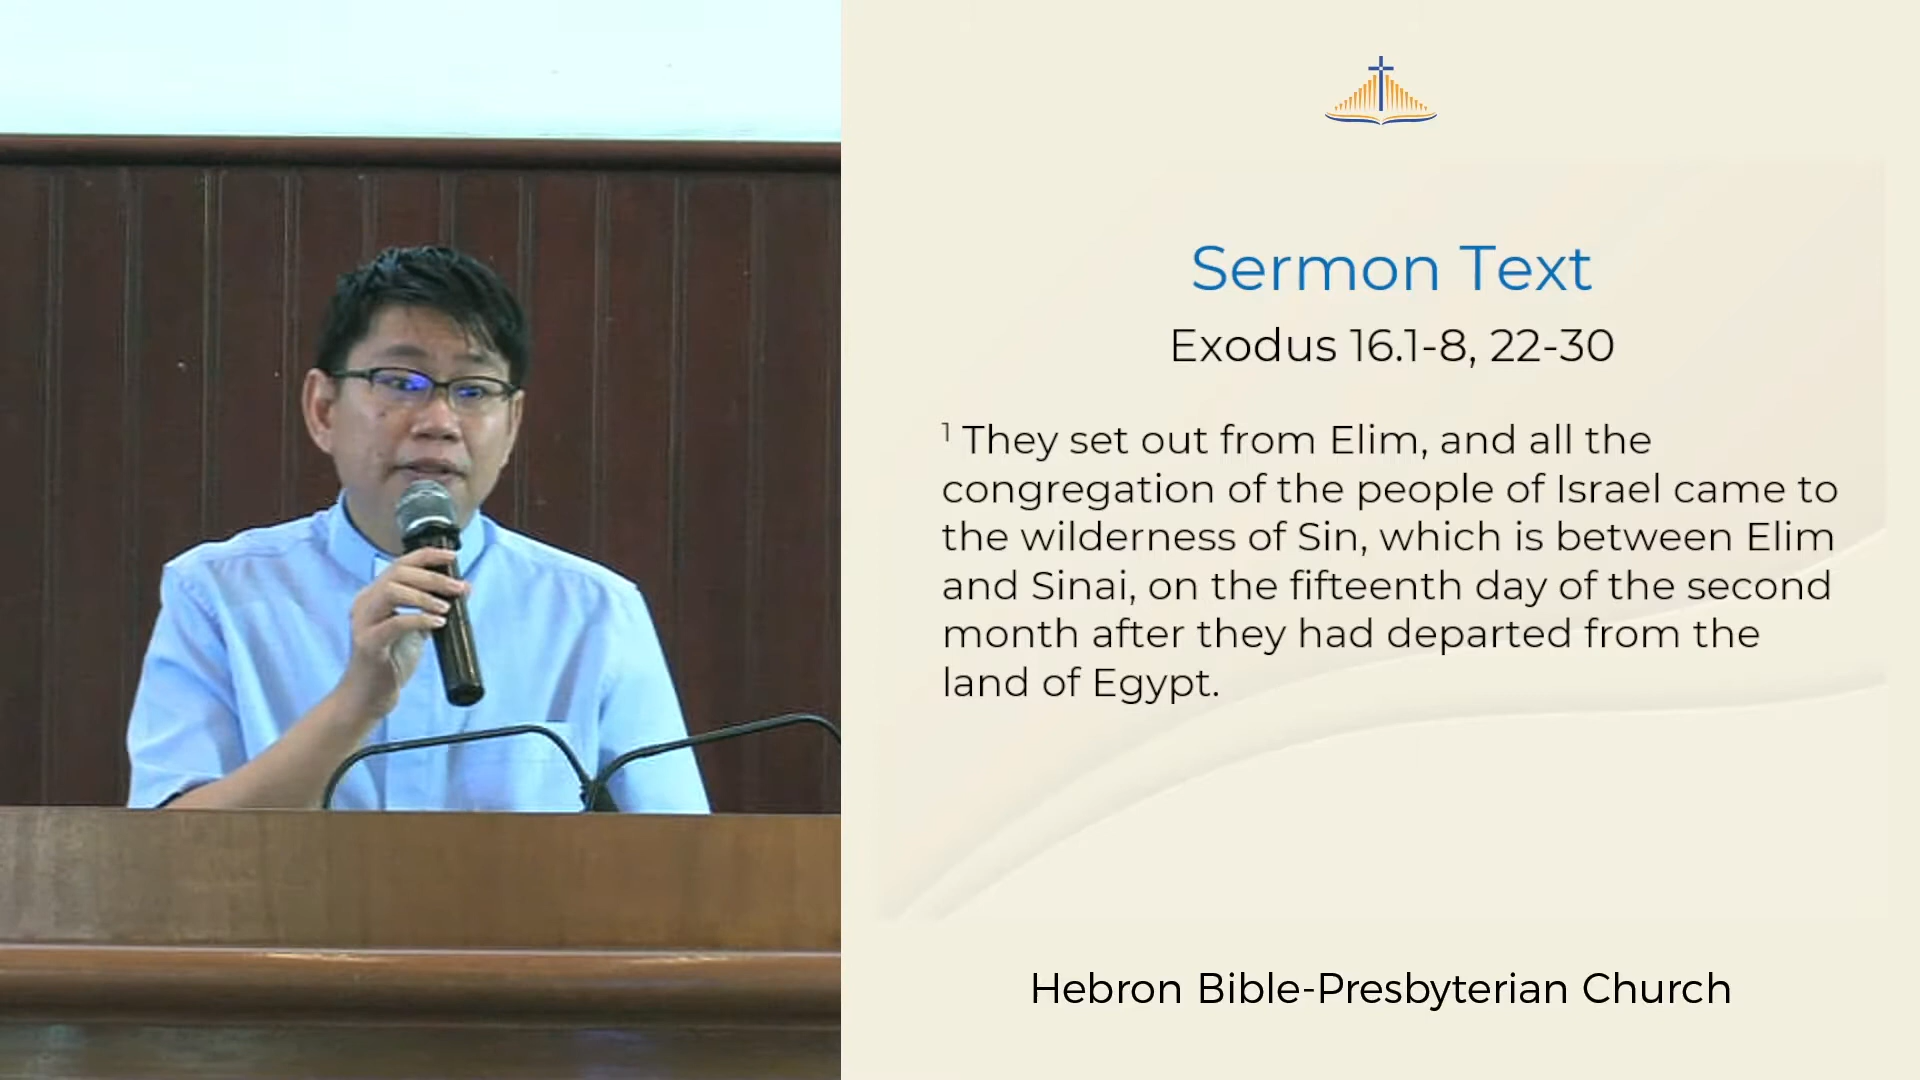 Sermon Text
Exodus 16.1-8, 22-30
¹ They set out from Elim, and all the
congregation of the people of Israel came to
the wilderness of Sin, which is between Elim
and Sinai, on the fifteenth day of the second
month after they had departed from the
land of Egypt.
Hebron Bible-Presbyterian Church